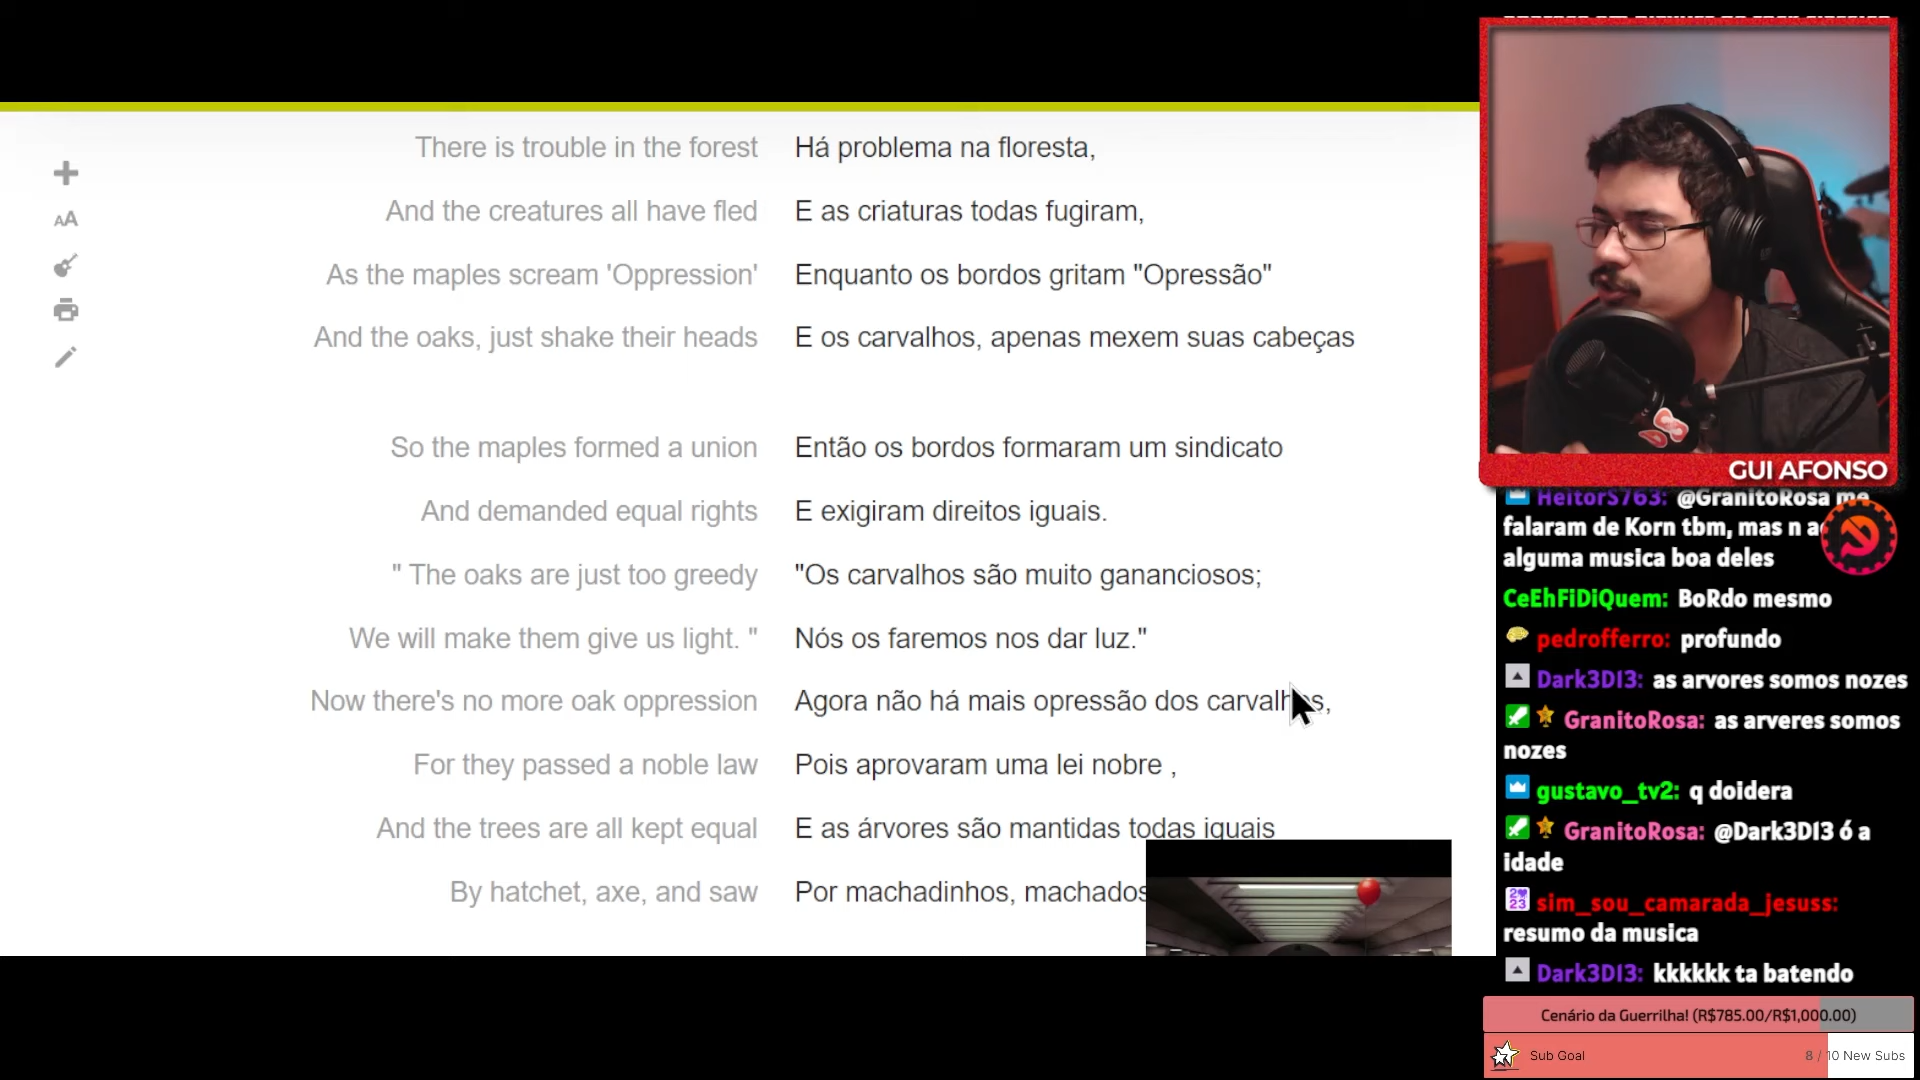 There is trouble in the forest
Há problema na floresta,
And the creatures all have fled
E as criaturas todas fugiram,
As the maples scream 'Oppression'
Enquanto os bordos gritam "Opressão"
And the oaks, just shake their heads
E os carvalhos, apenas mexem suas cabeças
So the maples formed a union
Então os bordos formaram um sindicato
And demanded equal rights
E exigiram direitos iguais.
" The oaks are just too greedy
"Os carvalhos são muito gananciosos;
We will make them give us light. "
Nós os faremos nos dar luz."
Now there's no more oak oppression
Agora não há mais opressão dos carvalhos,
For they passed a noble law
Pois aprovaram uma lei nobre ,
And the trees are all kept equal
E as árvores são mantidas todas iguais
By hatchet, axe, and saw
Por machadinhos, machados
AA
GUI AFONSO
HeitorS763: @GranitoRosa me
falaram de Korn tbm, mas n
alguma musica boa deles
CeEhFiDiQuem: BoRdo mesmo
pedrofferro: profundo
Dark3D13: as arvores somos nozes
GranitoRosa: as arveres somos
nozes
gustavo_tv2: q doidera
GranitoRosa: @Dark3D13 ó a
idade
sim_sou_camarada_jesuss:
resumo da musica
Dark3D13: kkkkkk ta batendo
Cenário da Guerrilha! (R$785.00/R$1,000.00)
Sub Goal
8 / 10 New Subs